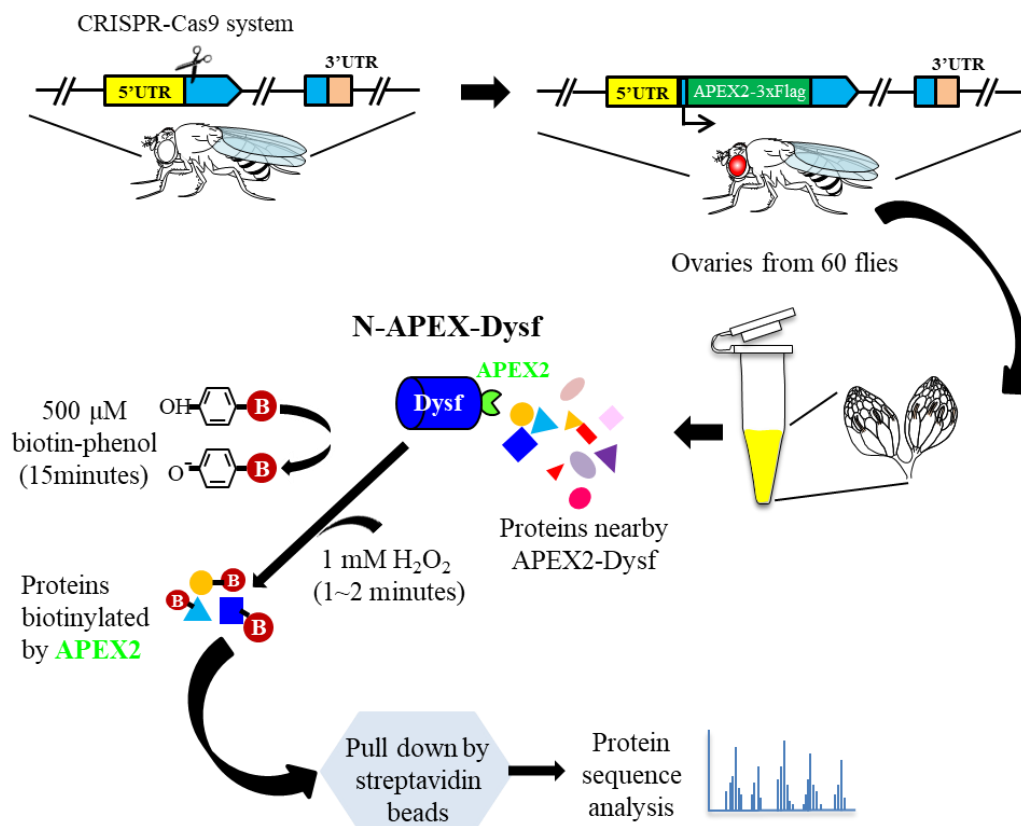 CRISPR-Cas9 system
5'UTR
3'UTR
5'UTR
APEX2-3xFlag
3'UTR
Ovaries from 60 flies
N-APEX-Dysf
APEX2
Dysf
500 μM
biotin-phenol
(15minutes)
OH
B
O⁻
B
Proteins nearby
APEX2-Dysf
1 mM H₂O₂
(1~2 minutes)
Proteins
biotinylated
by APEX2
B
B
B
Pull down by
streptavidin
beads
Protein
sequence
analysis